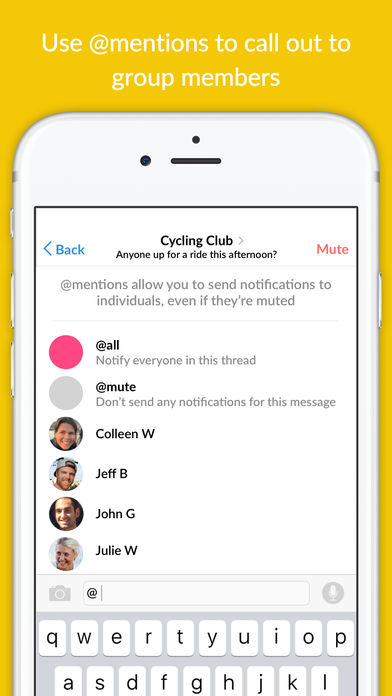 Use @mentions to call out to
group members
Cycling Club
Back
Anyone up for a ride this afternoon?
Mute
@mentions allow you to send notifications to
individuals, even if they're muted
@all
Notify everyone in this thread
@mute
Don't send any notifications for this message
Colleen W
Jeff B
John G
Julie W
@
q w e r t y u i o p
a s d f g h j k l